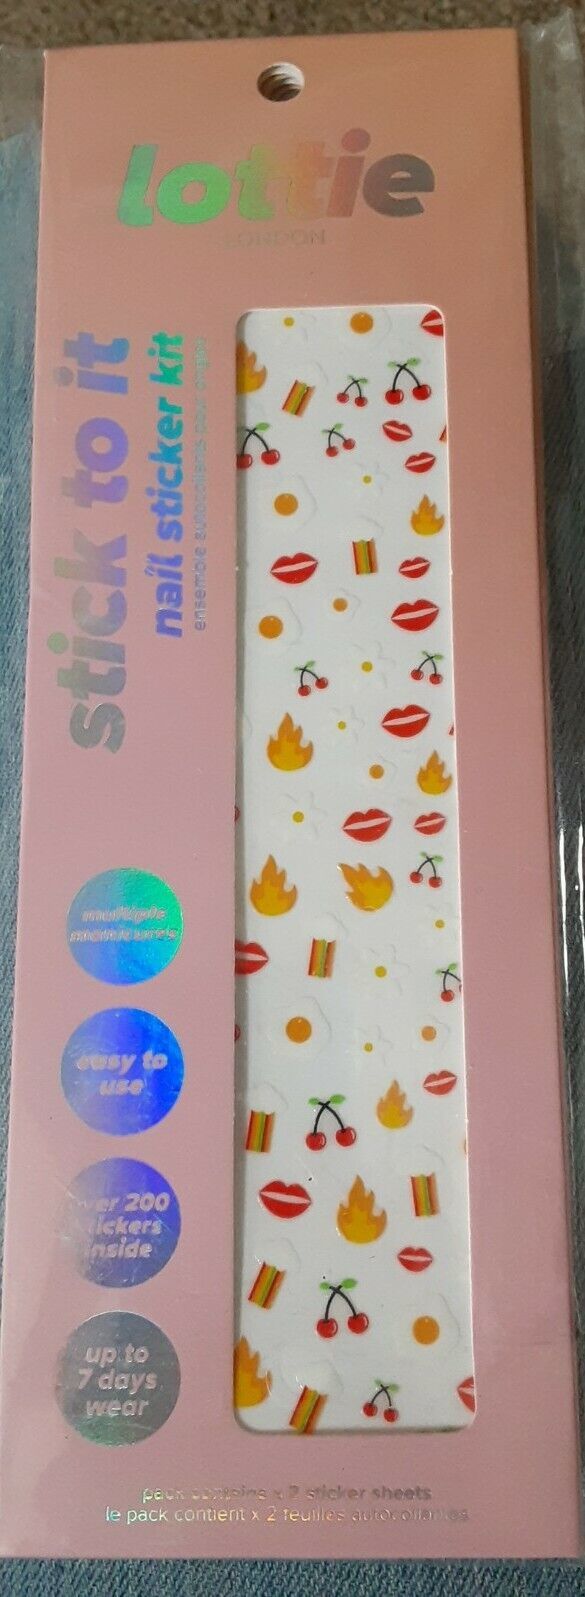 lottie
LONDON
stick to it
nail sticker kit
ensemble autocollants pour ongles
multiple
manicures
easy to
use
over 200
stickers
inside
up to
7 days
wear
pack contains x 2 sticker sheets
le pack contient x 2 feuilles autocollantes